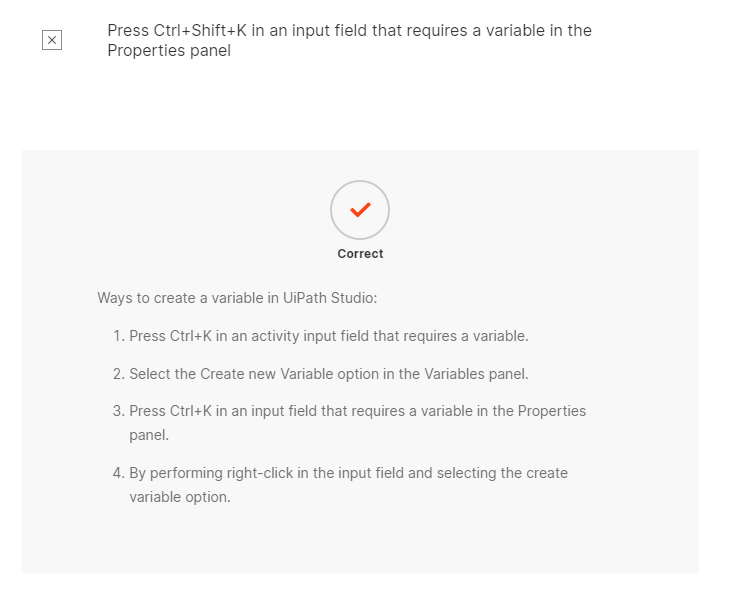 Press Ctrl+Shift+K in an input field that requires a variable in the
Properties panel
Correct
Ways to create a variable in UiPath Studio:
1. Press Ctrl+K in an activity input field that requires a variable.
2. Select the Create new Variable option in the Variables panel.
3. Press Ctrl+K in an input field that requires a variable in the Properties
panel.
4. By performing right-click in the input field and selecting the create
variable option.